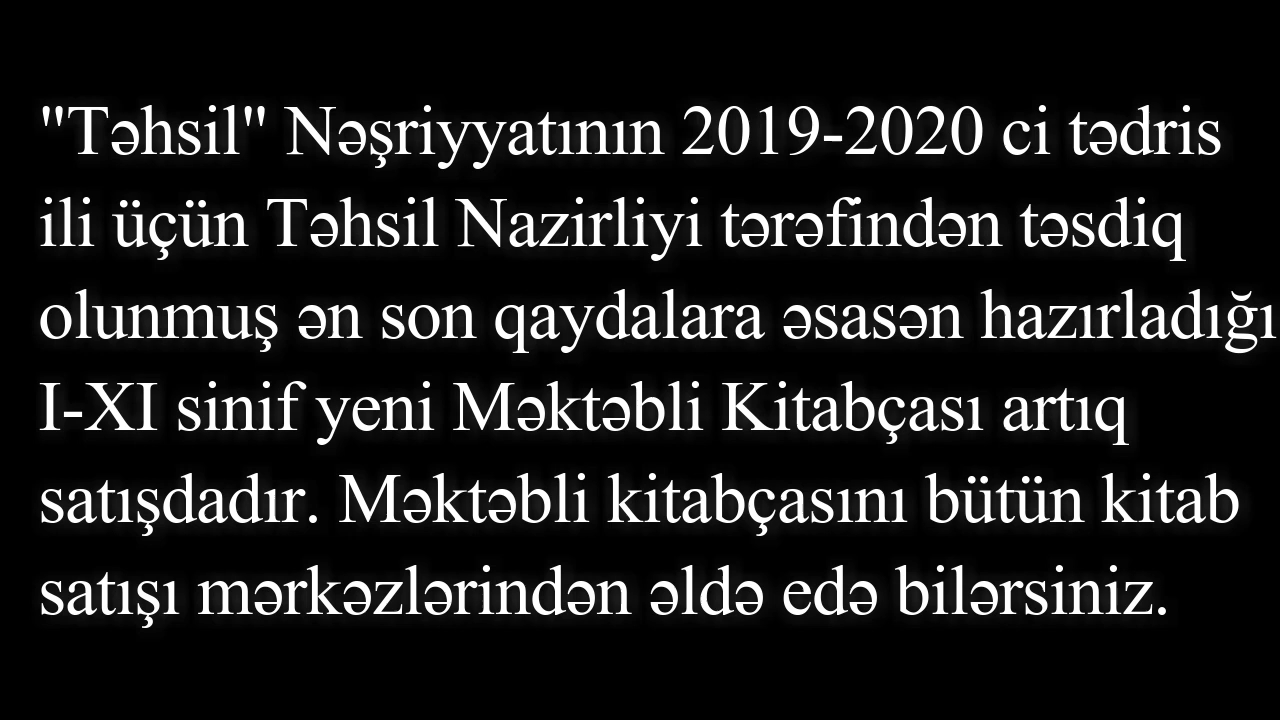 "Təhsil" Nəşriyyatının 2019-2020 ci tədris
ili üçün Təhsil Nazirliyi tərəfindən təsdiq
olunmuş ən son qaydalara əsasən hazırladığı
I-XI sinif yeni Məktəbli Kitabçası artıq
satışdadır. Məktəbli kitabçasını bütün kitab
satışı mərkəzlərindən əldə edə bilərsiniz.